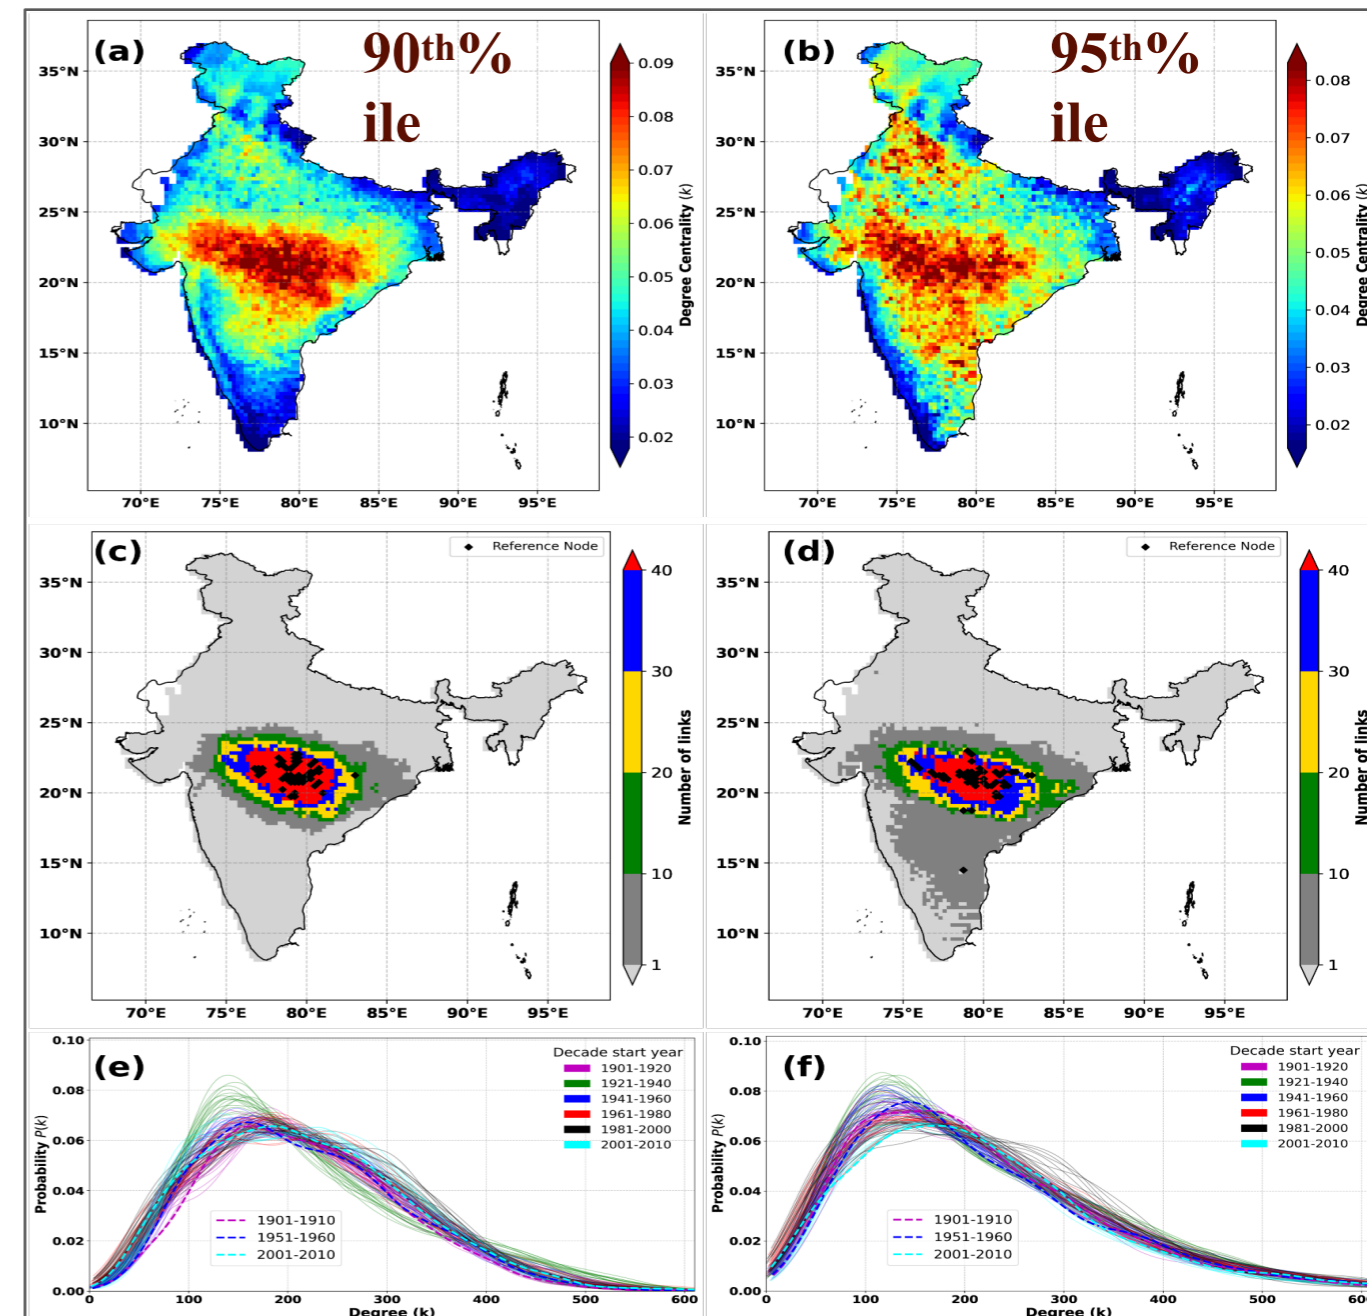 (a)
90th%
ile
35°N
30°N
25°N
20°N
15°N
10°N
70°E 75°E 80°E 85°E 90°E 95°E
0.09
0.08
0.07
0.06
0.05
0.04
0.03
0.02
Degree Centrality (k)
(b)
95th%
ile
35°N
30°N
25°N
20°N
15°N
10°N
70°E 75°E 80°E 85°E 90°E 95°E
0.08
0.07
0.06
0.05
0.04
0.03
0.02
Degree Centrality (k)
(c)
Reference Node
35°N
30°N
25°N
20°N
15°N
10°N
70°E 75°E 80°E 85°E 90°E 95°E
40
30
20
10
1
Number of links
(d)
Reference Node
35°N
30°N
25°N
20°N
15°N
10°N
70°E 75°E 80°E 85°E 90°E 95°E
40
30
20
10
1
Number of links
(e)
Decade start year
1901-1920
1921-1940
1941-1960
1961-1980
1981-2000
2001-2010
1901-1910
1951-1960
2001-2010
0.10
0.08
0.06
0.04
0.02
0.00
Probability P(k)
0 100 200 300 400 500 600
Degree (k)
(f)
Decade start year
1901-1920
1921-1940
1941-1960
1961-1980
1981-2000
2001-2010
1901-1910
1951-1960
2001-2010
0.10
0.08
0.06
0.04
0.02
0.00
Probability P(k)
0 100 200 300 400 500 600
Degree (k)